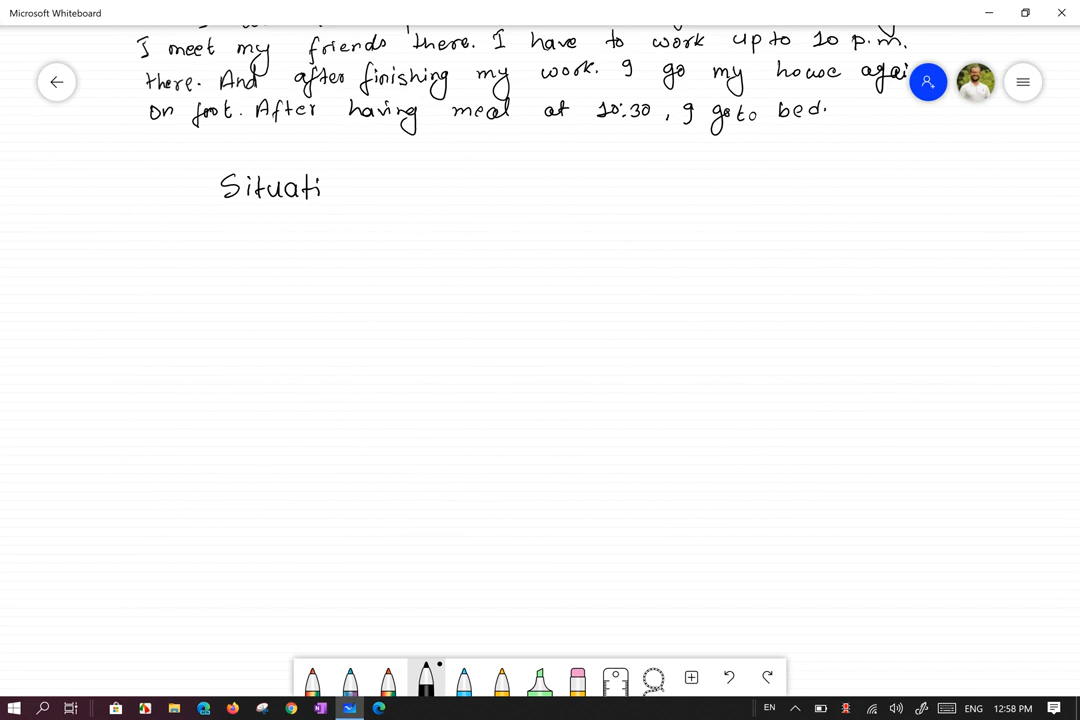 Microsoft Whiteboard
I meet my friends there. I have to work up to 10 p.m.
there. And after finishing my work. I go my house agai
on foot. After having meal at 10:30, I go to bed.
Situati
EN
ENG
12:58 PM